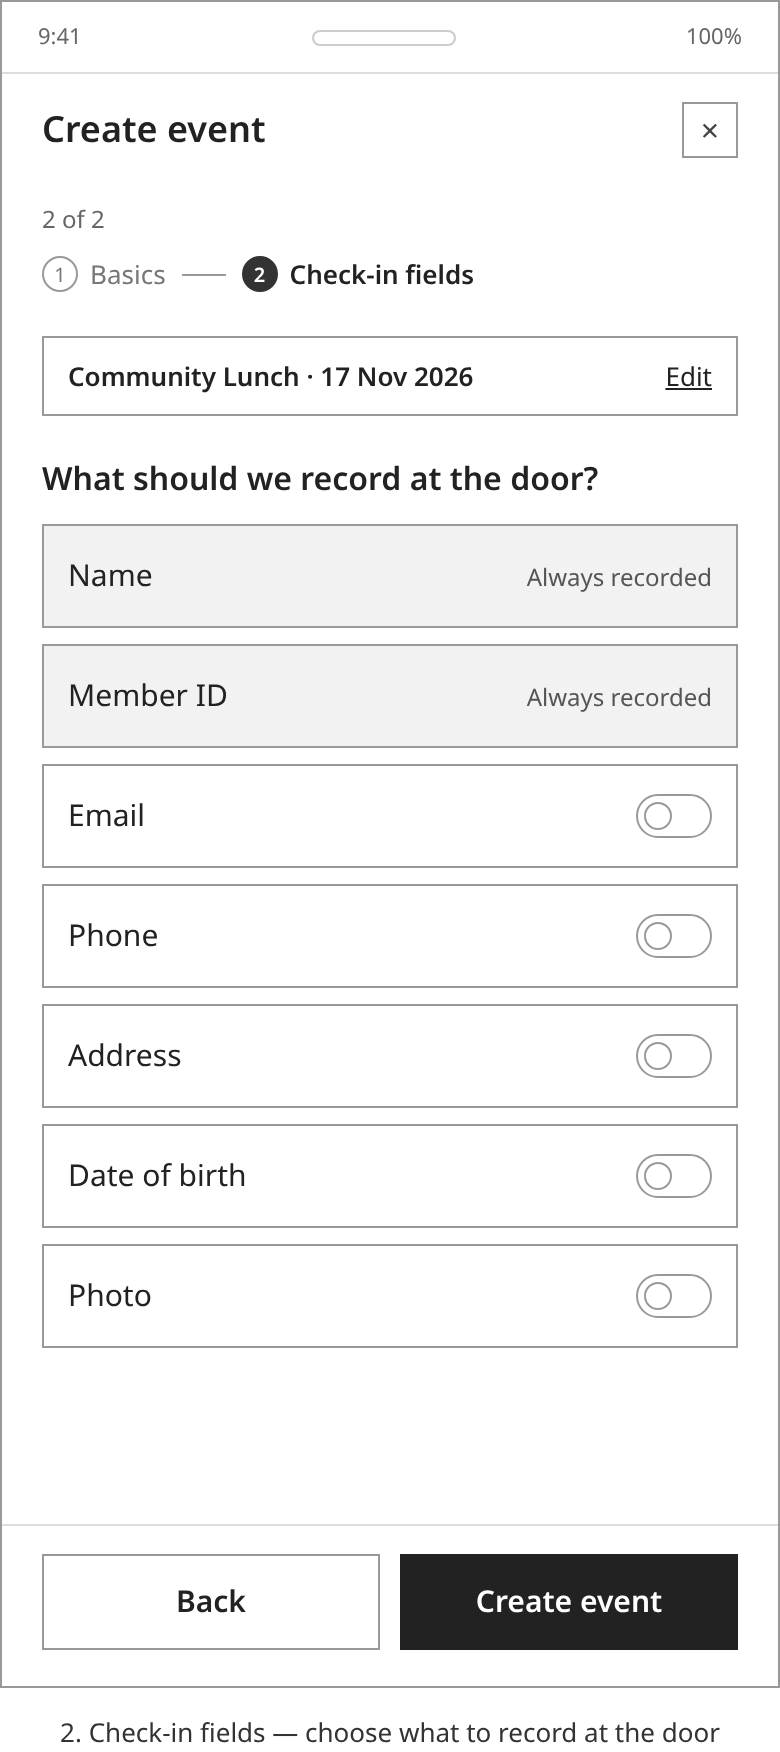 9:41
100%
Create event
✕
2 of 2
1 Basics 2 Check-in fields
Community Lunch · 17 Nov 2026 Edit
What should we record at the door?
Name Always recorded
Member ID Always recorded
Email
Phone
Address
Date of birth
Photo
Back Create event
2. Check-in fields — choose what to record at the door